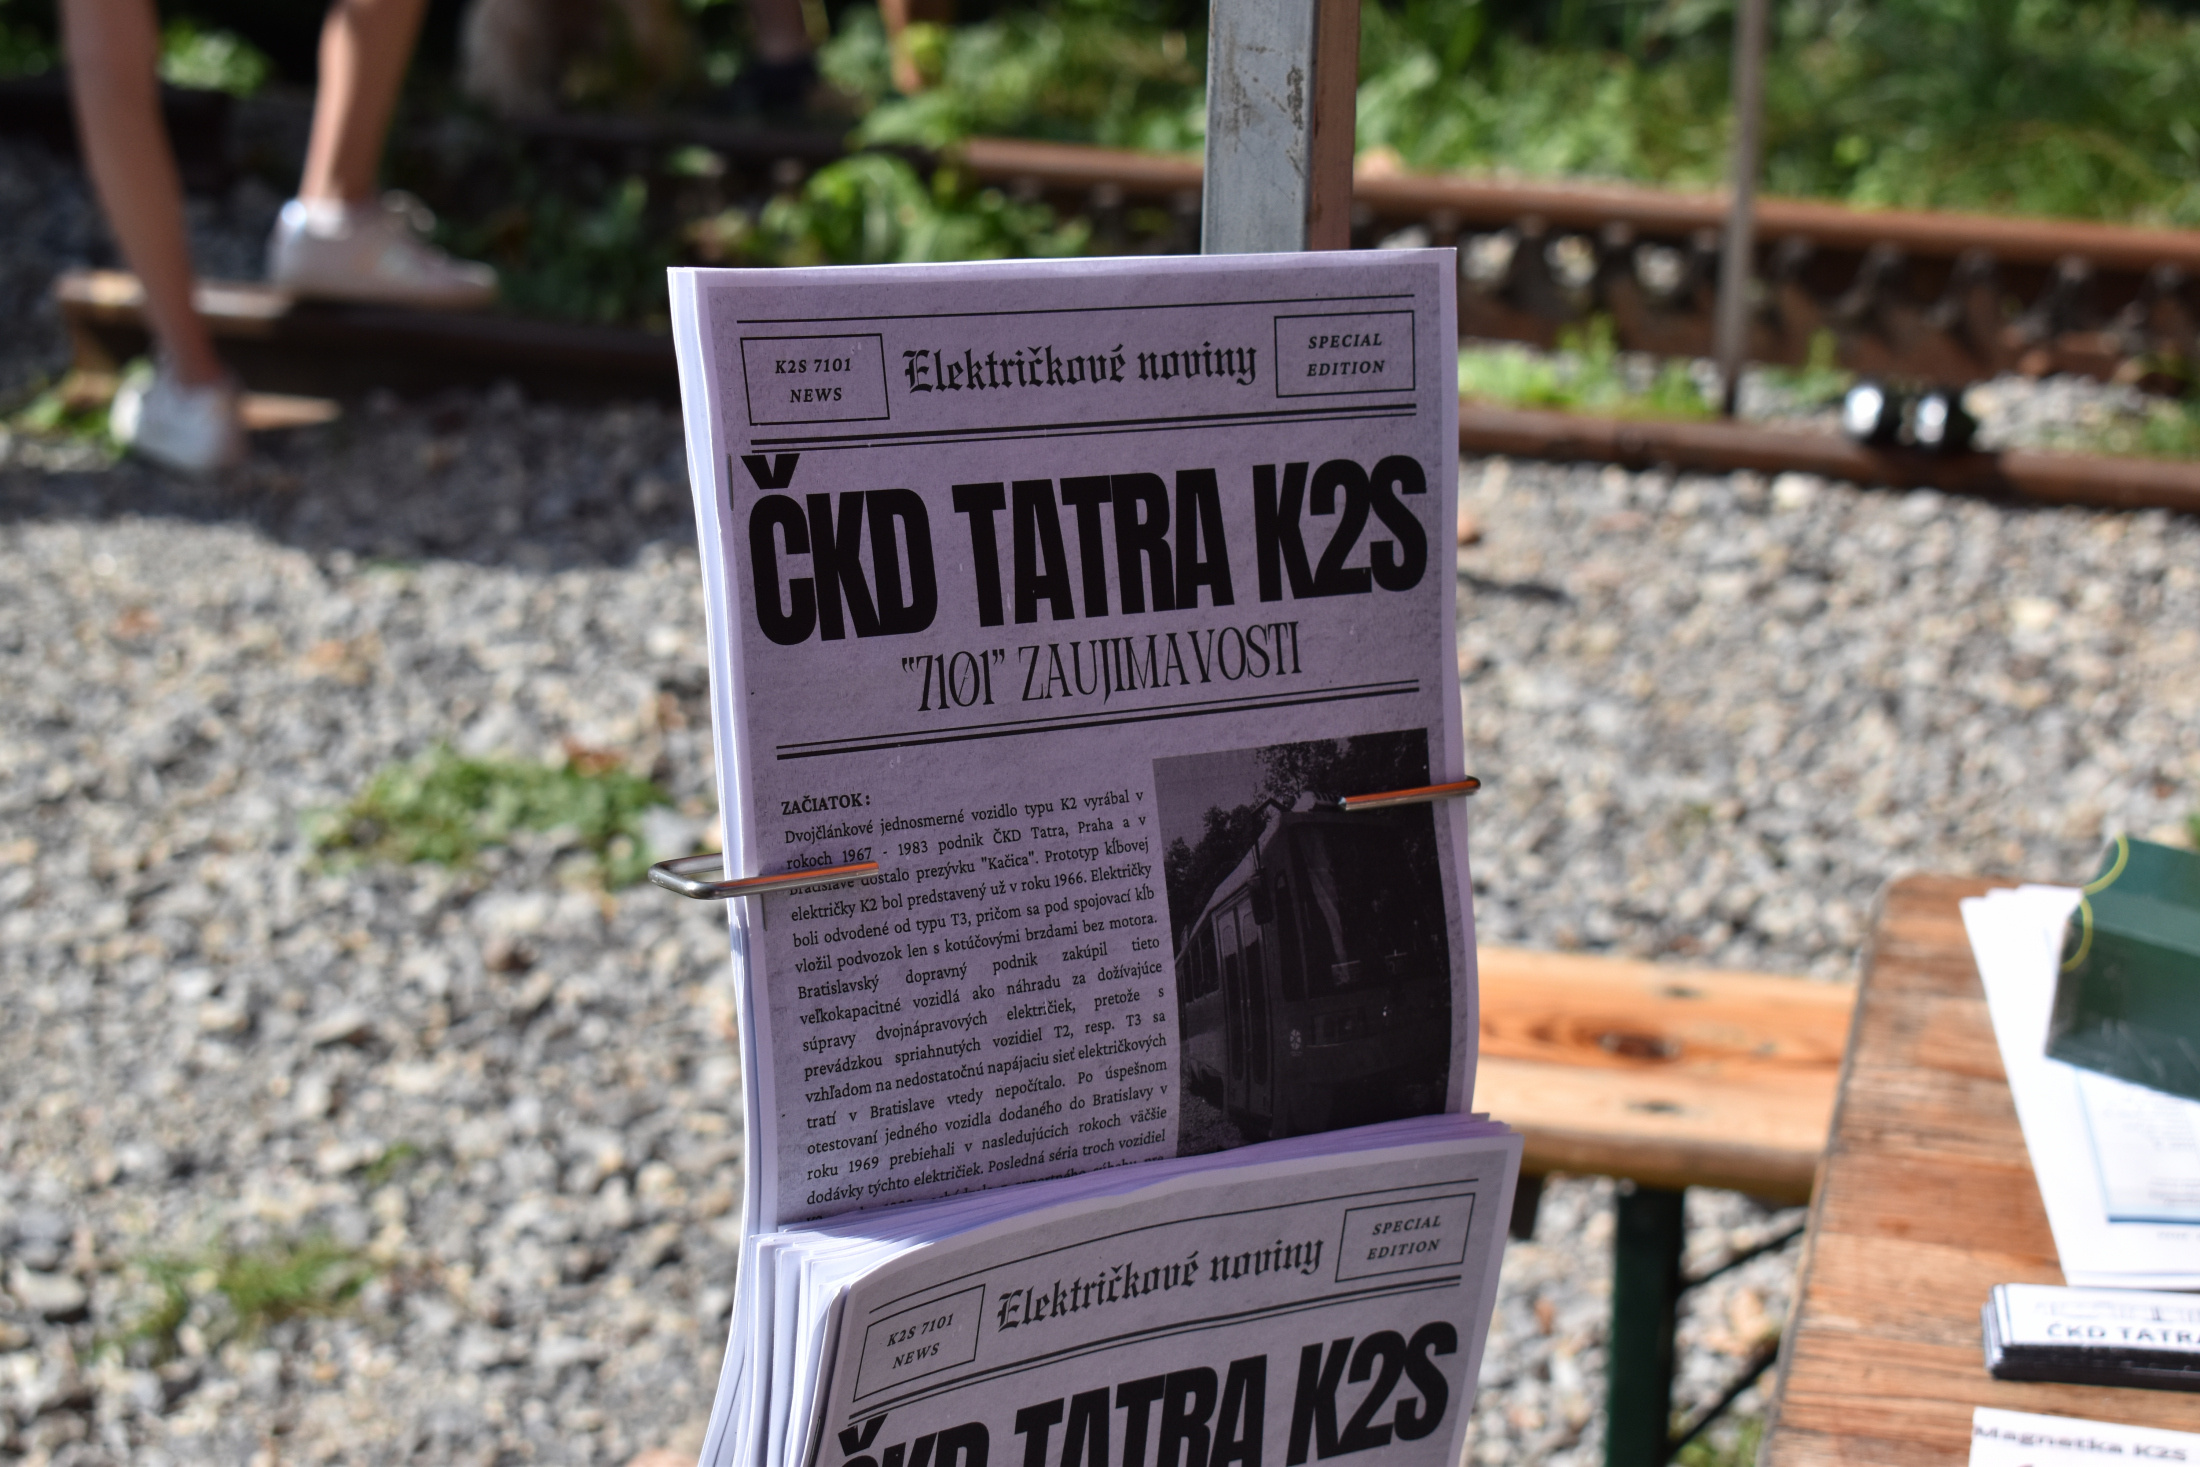 K2S 7101
NEWS
Električkové noviny
SPECIAL
EDITION
ČKD TATRA K2S
"7101" ZAUJIMAVOSTI
ZAČIATOK:
Dvojčlánkové jednosmerné vozidlo typu K2 vyrábal v
rokoch 1967 - 1983 podnik ČKD Tatra, Praha a v
Bratislave dostalo prezývku "Kačica". Prototyp kĺbovej
električky K2 bol predstavený už v roku 1966. Električky
boli odvodené od typu T3, pričom sa pod spojovací kĺb
vložil podvozok len s kotúčovými brzdami bez motora.
Bratislavský dopravný podnik zakúpil tieto
veľkokapacitné vozidlá ako náhradu za dožívajúce
súpravy dvojnápravových električiek, pretože s
prevádzkou spriahnutých vozidiel T2, resp. T3 sa
vzhľadom na nedostatočnú napájaciu sieť električkových
tratí v Bratislave vtedy nepočítalo. Po úspešnom
otestovaní jedného vozidla dodaného do Bratislavy v
roku 1969 prebiehali v nasledujúcich rokoch väčšie
dodávky týchto električiek. Posledná séria troch vozidiel
K2S 7101
NEWS
Električkové noviny
SPECIAL
EDITION
ČKD TATRA K2S
ČKD TATRA
Magnetka K2S